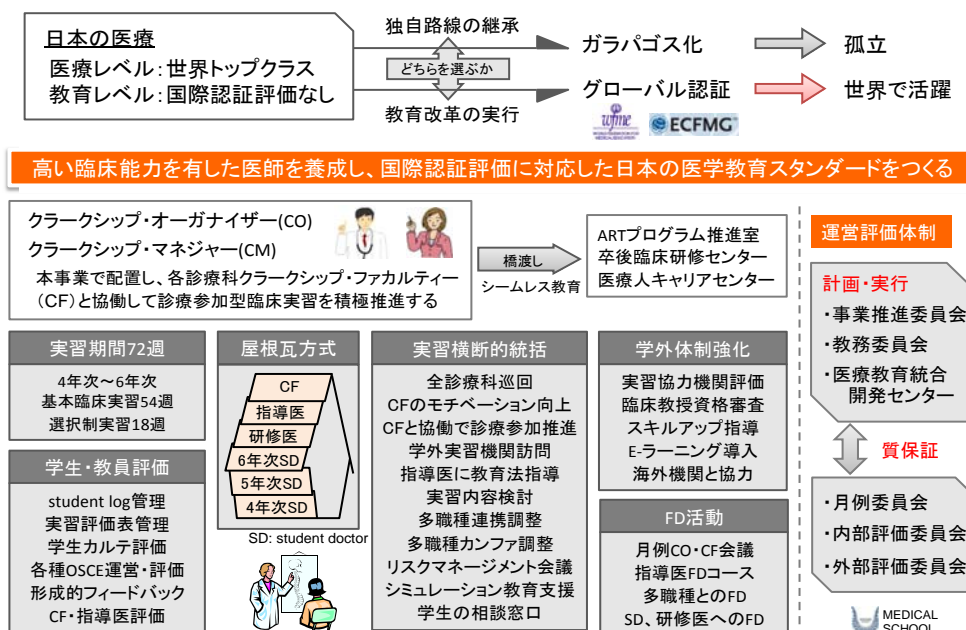 日本の医療
医療レベル：世界トップクラス
教育レベル：国際認証評価なし
独自路線の継承
どちらを選ぶか
教育改革の実行
ガラパゴス化
孤立
グローバル認証
世界で活躍
wfme
ECFMG
高い臨床能力を有した医師を養成し、国際認証評価に対応した日本の医学教育スタンダードをつくる
クラークシップ・オーガナイザー(CO)
クラークシップ・マネジャー(CM)
本事業で配置し、各診療科クラークシップ・ファカルティー
（CF）と協働して診療参加型臨床実習を積極推進する
橋渡し
シームレス教育
ARTプログラム推進室
卒後臨床研修センター
医療人キャリアセンター
実習期間72週
4年次～6年次
基本臨床実習54週
選択制実習18週
学生・教員評価
student log管理
実習評価表管理
学生カルテ評価
各種OSCE運営・評価
形成的フィードバック
CF・指導医評価
屋根瓦方式
CF
指導医
研修医
6年次SD
5年次SD
4年次SD
SD: student doctor
実習横断的統括
全診療科巡回
CFのモチベーション向上
CFと協働で診療参加推進
学外実習機関訪問
指導医に教育法指導
実習内容検討
多職種連携調整
多職種カンファ調整
リスクマネージメント会議
シミュレーション教育支援
学生の相談窓口
学外体制強化
実習協力機関評価
臨床教授資格審査
スキルアップ指導
E-ラーニング導入
海外機関と協力
FD活動
月例CO・CF会議
指導医FDコース
多職種とのFD
SD、研修医へのFD
運営評価体制
計画・実行
・事業推進委員会
・教務委員会
・医療教育統合
開発センター
質保証
・月例委員会
・内部評価委員会
・外部評価委員会
MEDICAL
SCHOOL